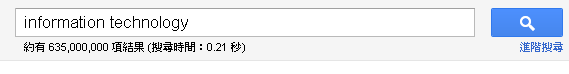 information technology
約有 635,000,000 項結果 (搜尋時間：0.21 秒)
進階搜尋